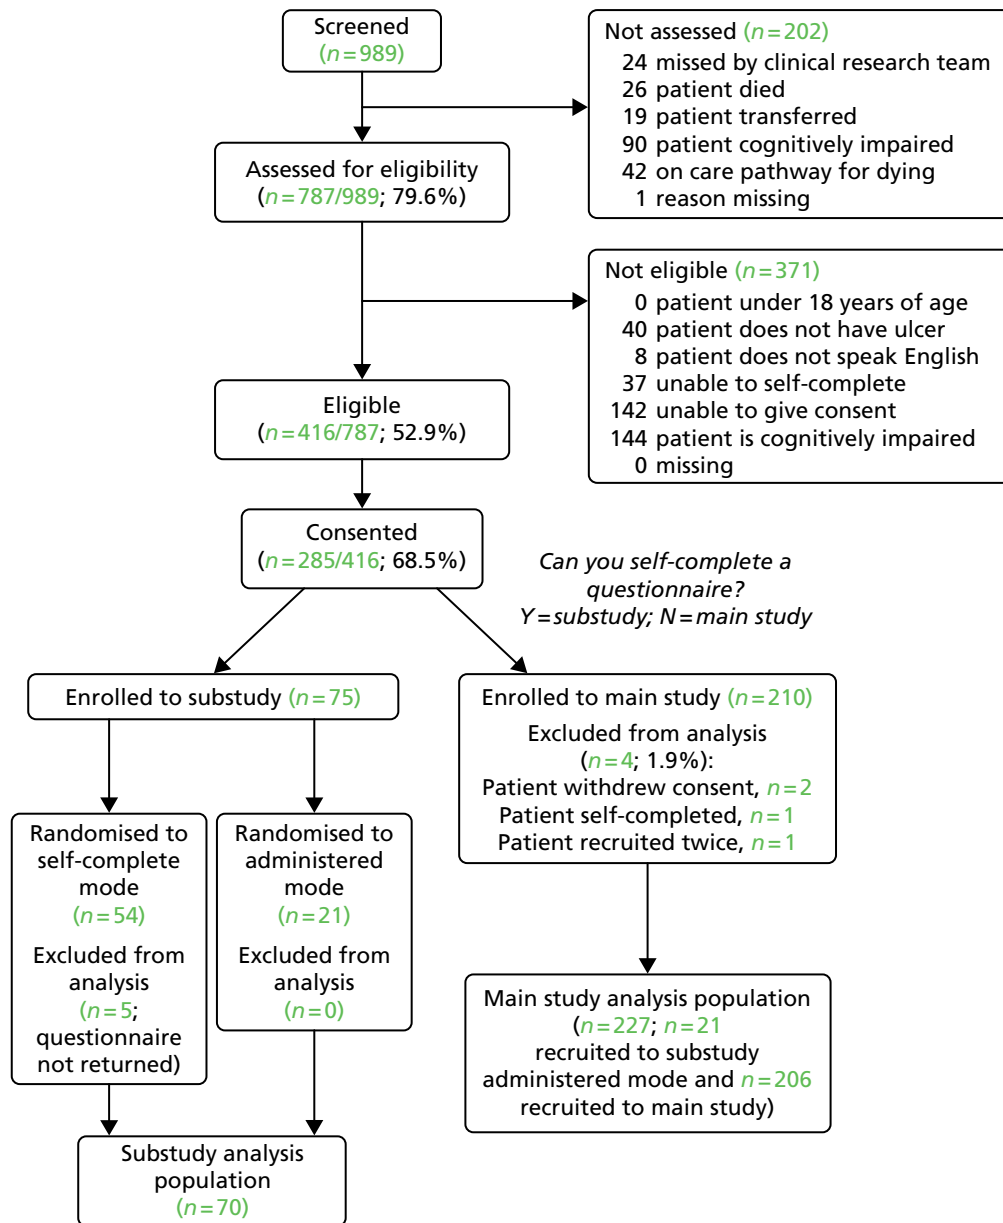 Screened
(n=989)
Not assessed (n=202)
24 missed by clinical research team
26 patient died
19 patient transferred
90 patient cognitively impaired
42 on care pathway for dying
1 reason missing
Assessed for eligibility
(n=787/989; 79.6%)
Not eligible (n=371)
0 patient under 18 years of age
40 patient does not have ulcer
8 patient does not speak English
37 unable to self-complete
142 unable to give consent
144 patient is cognitively impaired
0 missing
Eligible
(n=416/787; 52.9%)
Consented
(n=285/416; 68.5%)
Can you self-complete a
questionnaire?
Y=substudy; N=main study
Enrolled to substudy (n=75)
Randomised to
self-complete
mode
(n=54)
Excluded from
analysis
(n=5;
questionnaire
not returned)
Randomised to
administered
mode
(n=21)
Excluded from
analysis
(n=0)
Substudy analysis
population
(n=70)
Enrolled to main study (n=210)
Excluded from analysis
(n=4; 1.9%):
Patient withdrew consent, n=2
Patient self-completed, n=1
Patient recruited twice, n=1
Main study analysis population
(n=227; n=21
recruited to substudy
administered mode and n=206
recruited to main study)